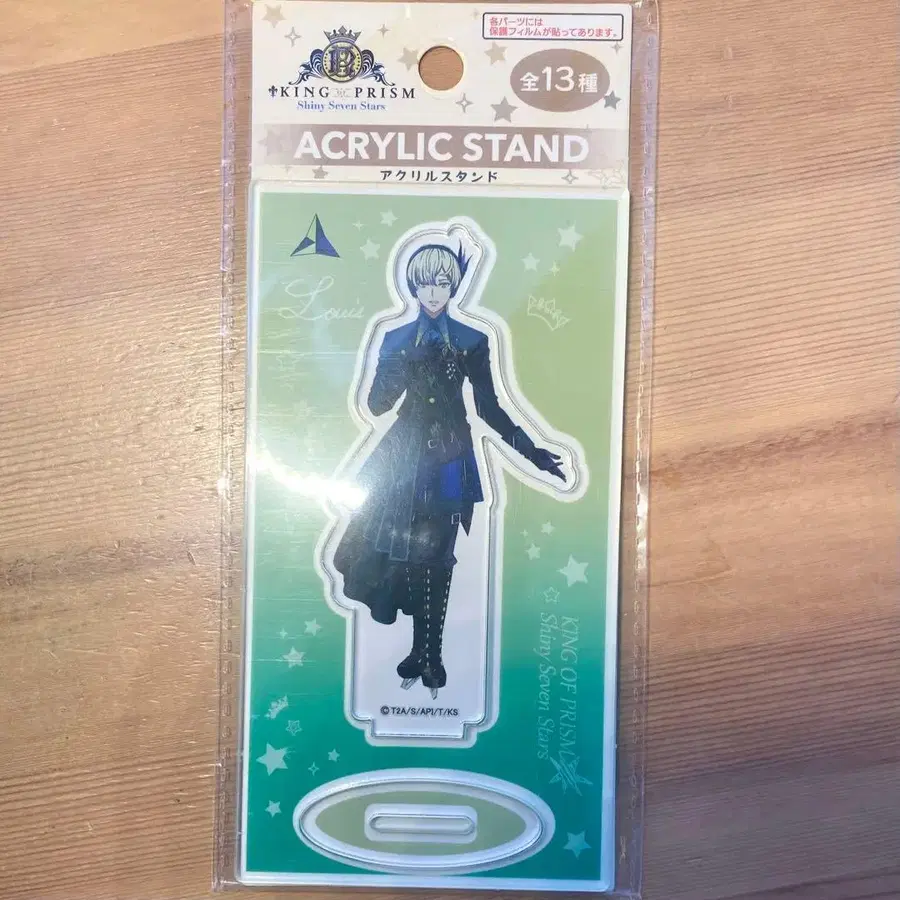 各パーツには
保護フィルムが貼ってあります。
KING OF PRISM
Shiny Seven Stars
全13種
ACRYLIC STAND
アクリルスタンド
Louis
©T2A/S/API/T/KS
KING OF PRISM
Shiny Seven Stars